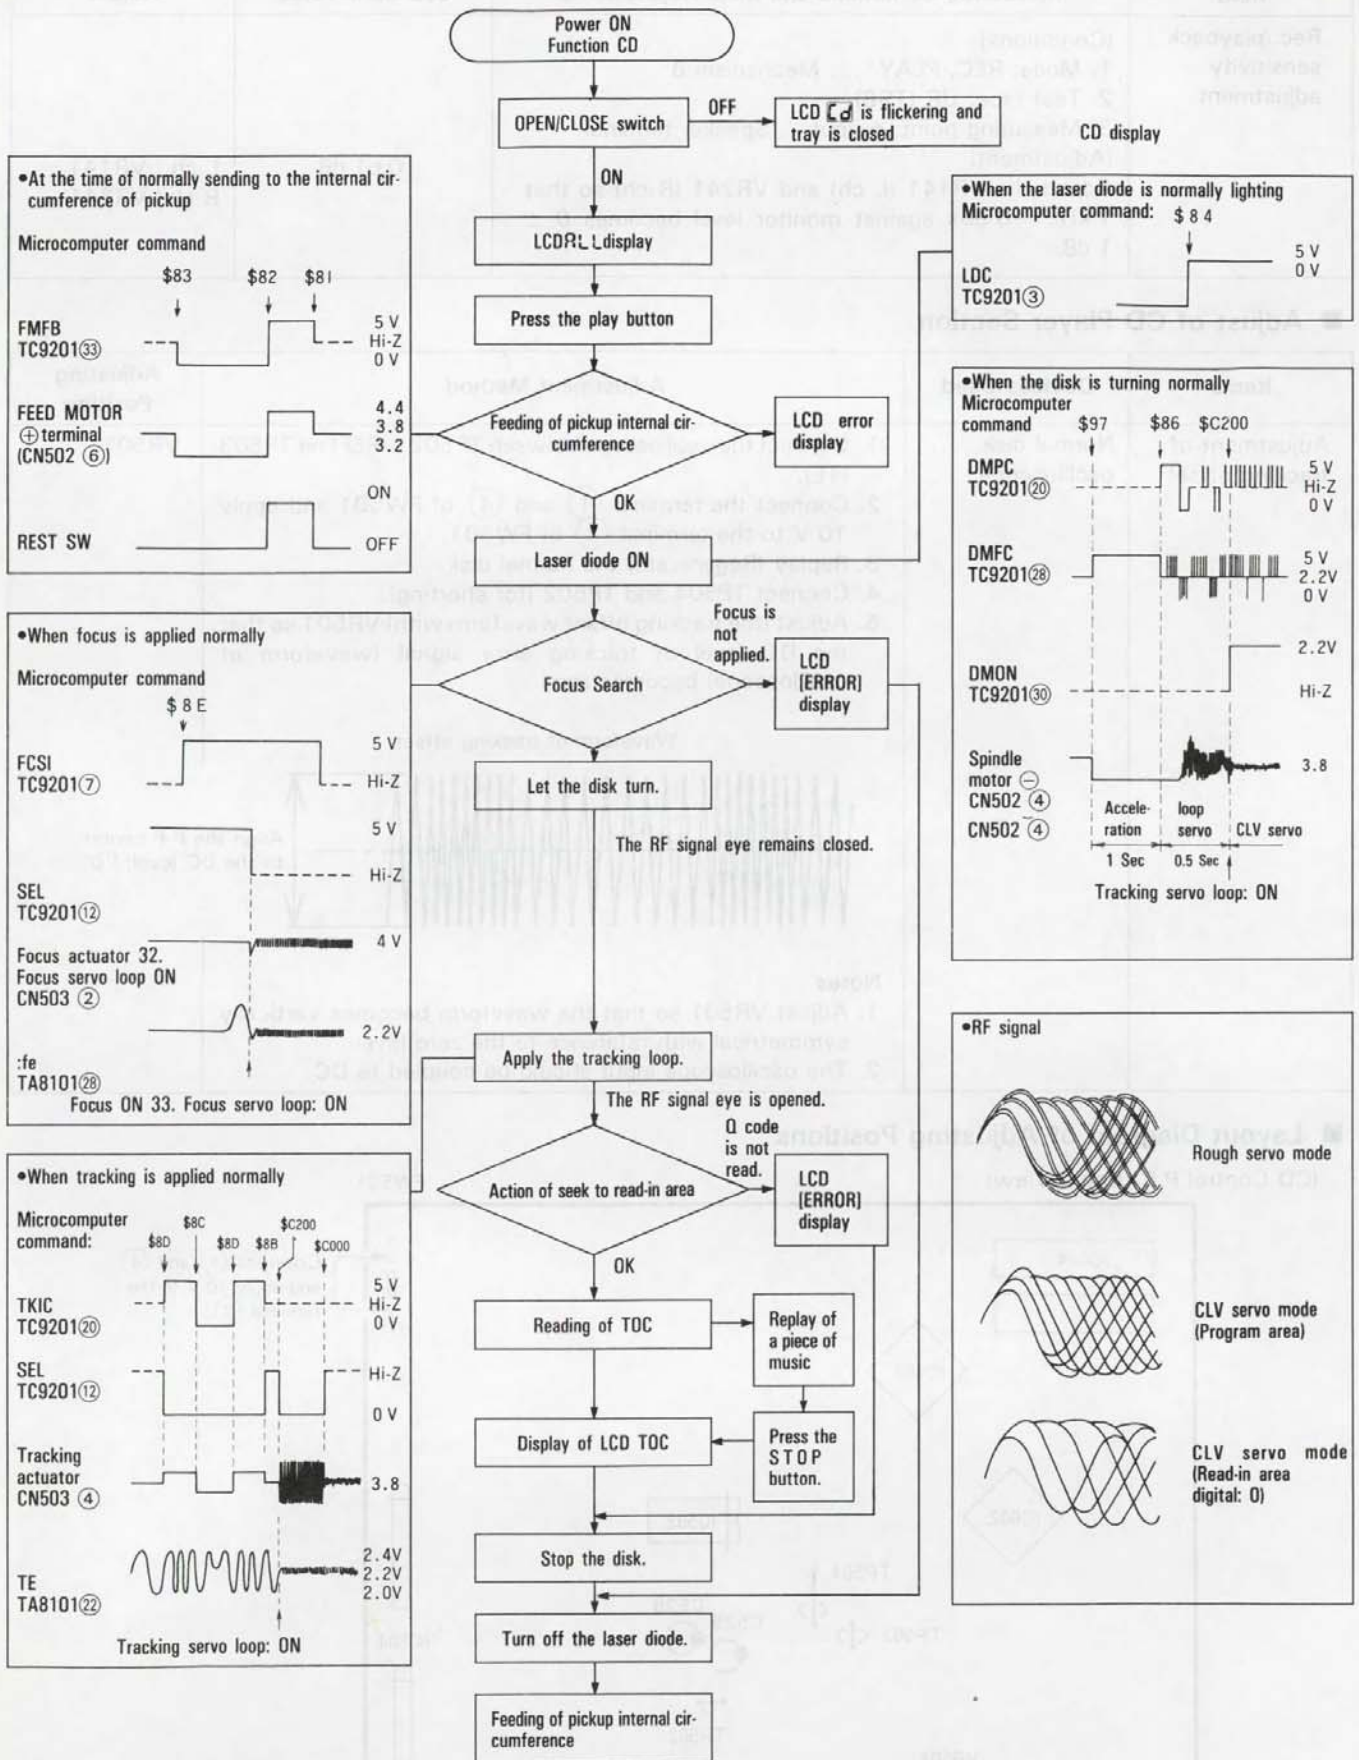 Power ON
Function CD
OPEN/CLOSE switch
OFF
LCD Cd is flickering and
tray is closed
CD display
ON
LCD ALL display
Press the play button
Feeding of pickup internal cir-
cumference
LCD error
display
OK
Laser diode ON
Focus is
not
applied.
Focus Search
LCD
[ERROR]
display
Let the disk turn.
The RF signal eye remains closed.
Apply the tracking loop.
The RF signal eye is opened.
Q code
is not
read.
Action of seek to read-in area
LCD
[ERROR]
display
OK
Reading of TOC
Replay of
a piece of
music
Display of LCD TOC
Press the
STOP
button.
Stop the disk.
Turn off the laser diode.
Feeding of pickup internal cir-
cumference
•At the time of normally sending to the internal cir-
cumference of pickup
Microcomputer command
$83 $82 $81
FMFB
TC9201㉝
5 V
Hi-Z
0 V
FEED MOTOR
⊕ terminal
(CN502 ⑥)
4.4
3.8
3.2
ON
REST SW
OFF
•When focus is applied normally
Microcomputer command
$8E
FCSI
TC9201⑦
5 V
Hi-Z
5 V
Hi-Z
SEL
TC9201⑫
4 V
Focus actuator 32.
Focus servo loop ON
CN503 ②
2.2V
:fe
TA8101㉘
Focus ON 33. Focus servo loop: ON
•When tracking is applied normally
Microcomputer
command:
$8D $8C $8D $8B $C200 $C000
TKIC
TC9201⑳
5 V
Hi-Z
0 V
SEL
TC9201⑫
Hi-Z
0 V
Tracking
actuator
CN503 ④
3.8
TE
TA8101㉒
2.4V
2.2V
2.0V
Tracking servo loop: ON
•When the laser diode is normally lighting
Microcomputer command: $84
LDC
TC9201③
5 V
0 V
•When the disk is turning normally
Microcomputer
command
$97 $86 $C200
DMPC
TC9201⑳
5 V
Hi-Z
0 V
DMFC
TC9201㉘
5 V
2.2V
0 V
DMON
TC9201㉚
2.2V
Hi-Z
Spindle
motor ⊖
CN502 ④
CN502 ④
3.8
Accele-
ration
1 Sec
loop
servo
0.5 Sec
CLV servo
Tracking servo loop: ON
•RF signal
Rough servo mode
CLV servo mode
(Program area)
CLV servo mode
(Read-in area
digital: 0)